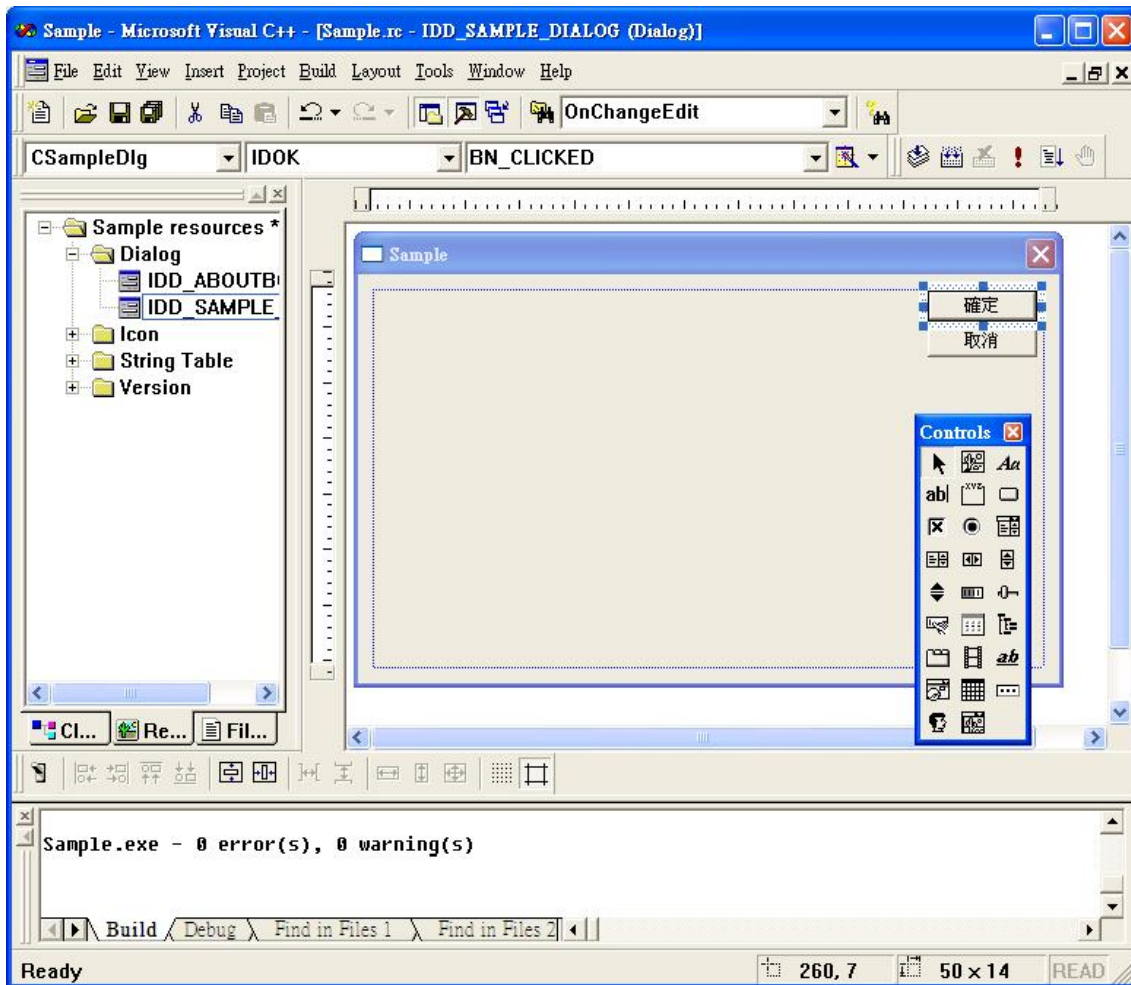 Sample - Microsoft Visual C++ - [Sample.rc - IDD_SAMPLE_DIALOG (Dialog)]
File Edit View Insert Project Build Layout Tools Window Help
OnChangeEdit
CSampleDlg IDOK BN_CLICKED
Sample resources *
Dialog
IDD_ABOUTB
IDD_SAMPLE_
Icon
String Table
Version
Cl... Re... Fil...
Sample
確定
取消
Controls
Aa
ab|
XYZ
ab
Sample.exe - 0 error(s), 0 warning(s)
Build Debug Find in Files 1 Find in Files 2
Ready 260, 7 50 × 14 READ